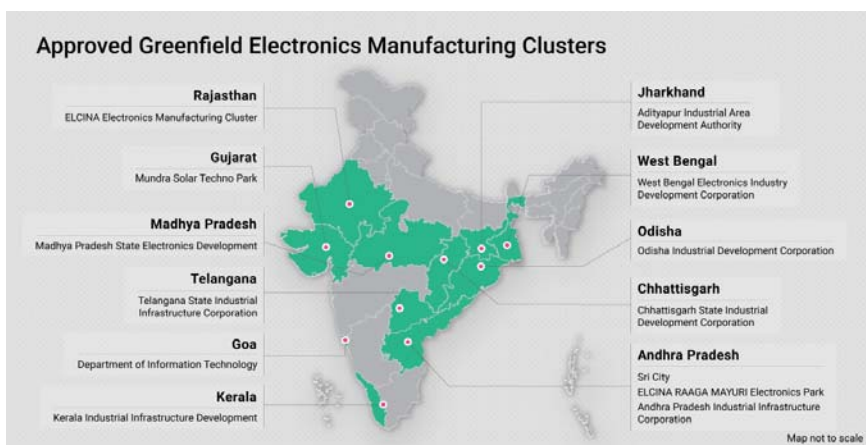 Approved Greenfield Electronics Manufacturing Clusters
Rajasthan
ELCINA Electronics Manufacturing Cluster
Gujarat
Mundra Solar Techno Park
Madhya Pradesh
Madhya Pradesh State Electronics Development
Telangana
Telangana State Industrial
Infrastructure Corporation
Goa
Department of Information Technology
Kerala
Kerala Industrial Infrastructure Development
Jharkhand
Adityapur Industrial Area
Development Authority
West Bengal
West Bengal Electronics Industry
Development Corporation
Odisha
Odisha Industrial Development Corporation
Chhattisgarh
Chhattisgarh State Industrial
Development Corporation
Andhra Pradesh
Sri City
ELCINA RAAGA MAYURI Electronics Park
Andhra Pradesh Industrial Infrastructure
Corporation
Map not to scale